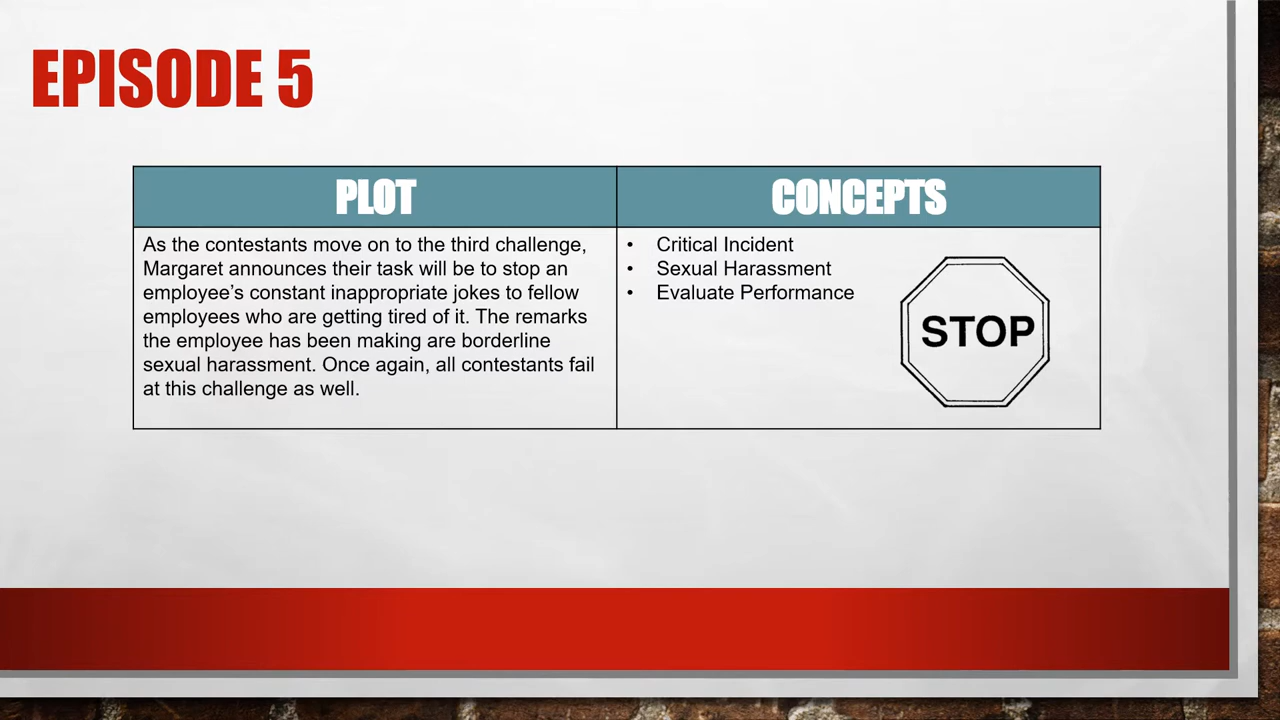 EPISODE 5
PLOT
CONCEPTS
As the contestants move on to the third challenge,
Margaret announces their task will be to stop an
employee’s constant inappropriate jokes to fellow
employees who are getting tired of it. The remarks
the employee has been making are borderline
sexual harassment. Once again, all contestants fail
at this challenge as well.
• Critical Incident
• Sexual Harassment
• Evaluate Performance
STOP